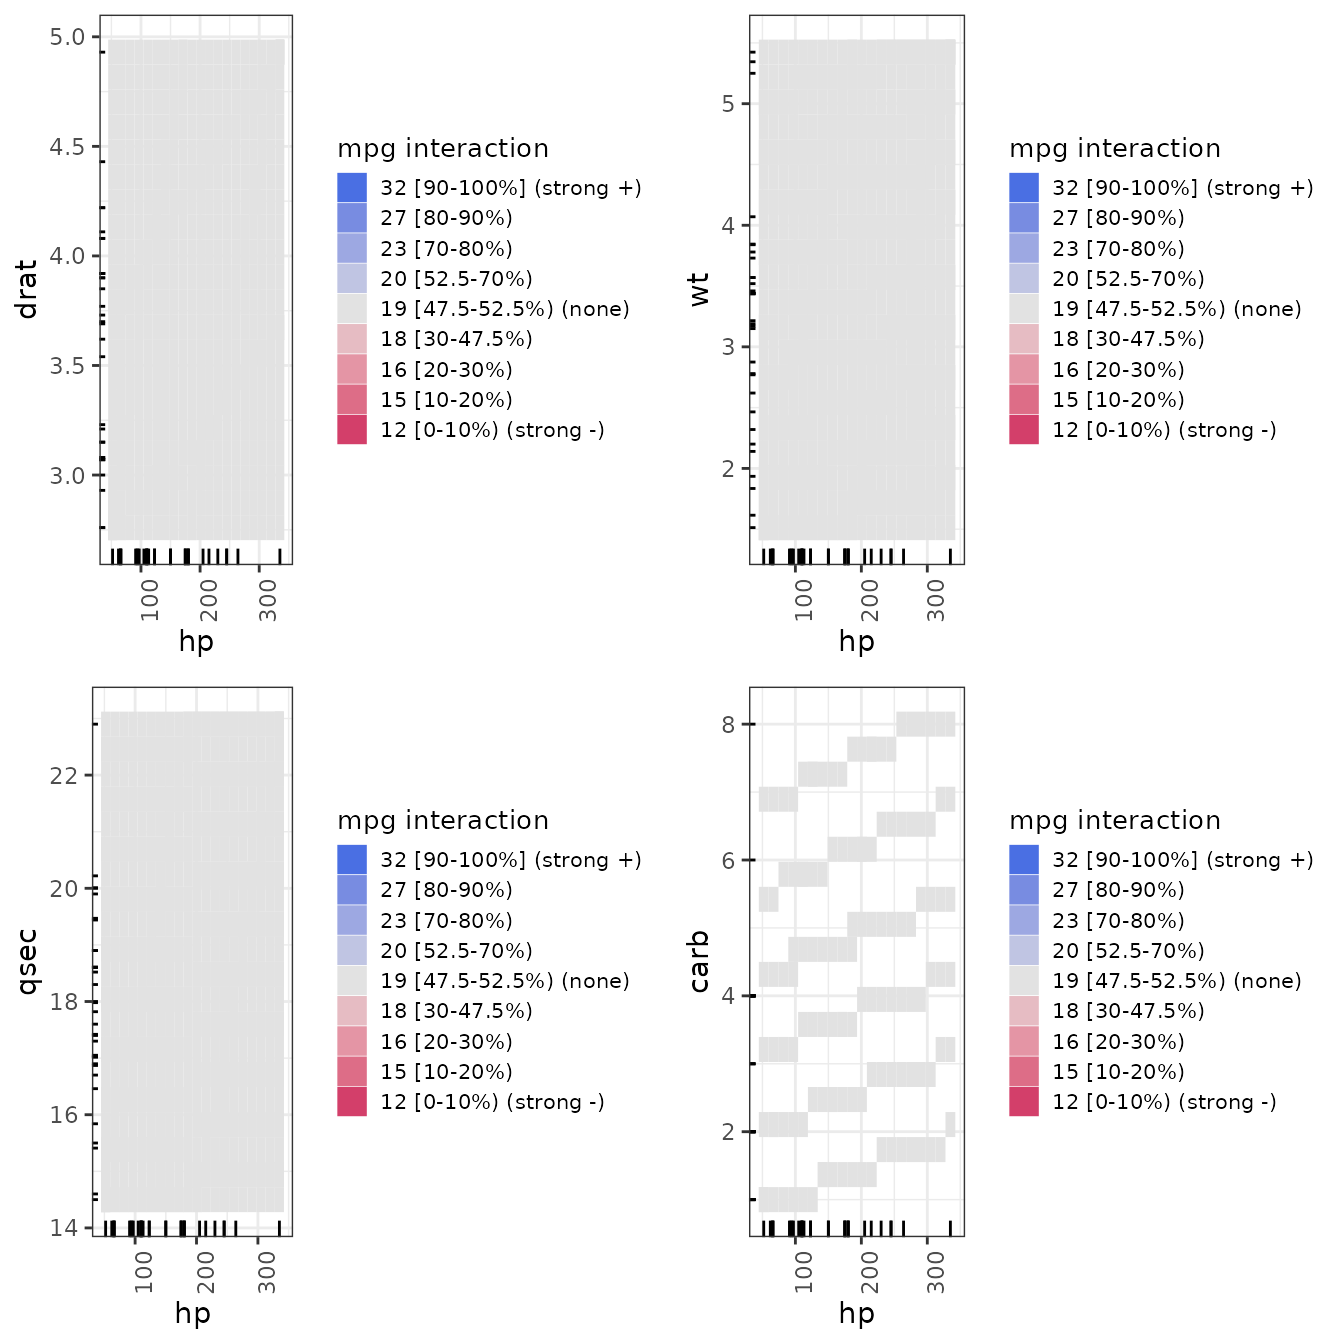 5.0
4.5
4.0
3.5
3.0
drat
100
200
300
hp
mpg interaction
32 [90-100%] (strong +)
27 [80-90%)
23 [70-80%)
20 [52.5-70%)
19 [47.5-52.5%) (none)
18 [30-47.5%)
16 [20-30%)
15 [10-20%)
12 [0-10%) (strong -)
5
4
3
2
wt
100
200
300
hp
mpg interaction
32 [90-100%] (strong +)
27 [80-90%)
23 [70-80%)
20 [52.5-70%)
19 [47.5-52.5%) (none)
18 [30-47.5%)
16 [20-30%)
15 [10-20%)
12 [0-10%) (strong -)
22
20
18
16
14
qsec
100
200
300
hp
mpg interaction
32 [90-100%] (strong +)
27 [80-90%)
23 [70-80%)
20 [52.5-70%)
19 [47.5-52.5%) (none)
18 [30-47.5%)
16 [20-30%)
15 [10-20%)
12 [0-10%) (strong -)
8
6
4
2
carb
100
200
300
hp
mpg interaction
32 [90-100%] (strong +)
27 [80-90%)
23 [70-80%)
20 [52.5-70%)
19 [47.5-52.5%) (none)
18 [30-47.5%)
16 [20-30%)
15 [10-20%)
12 [0-10%) (strong -)